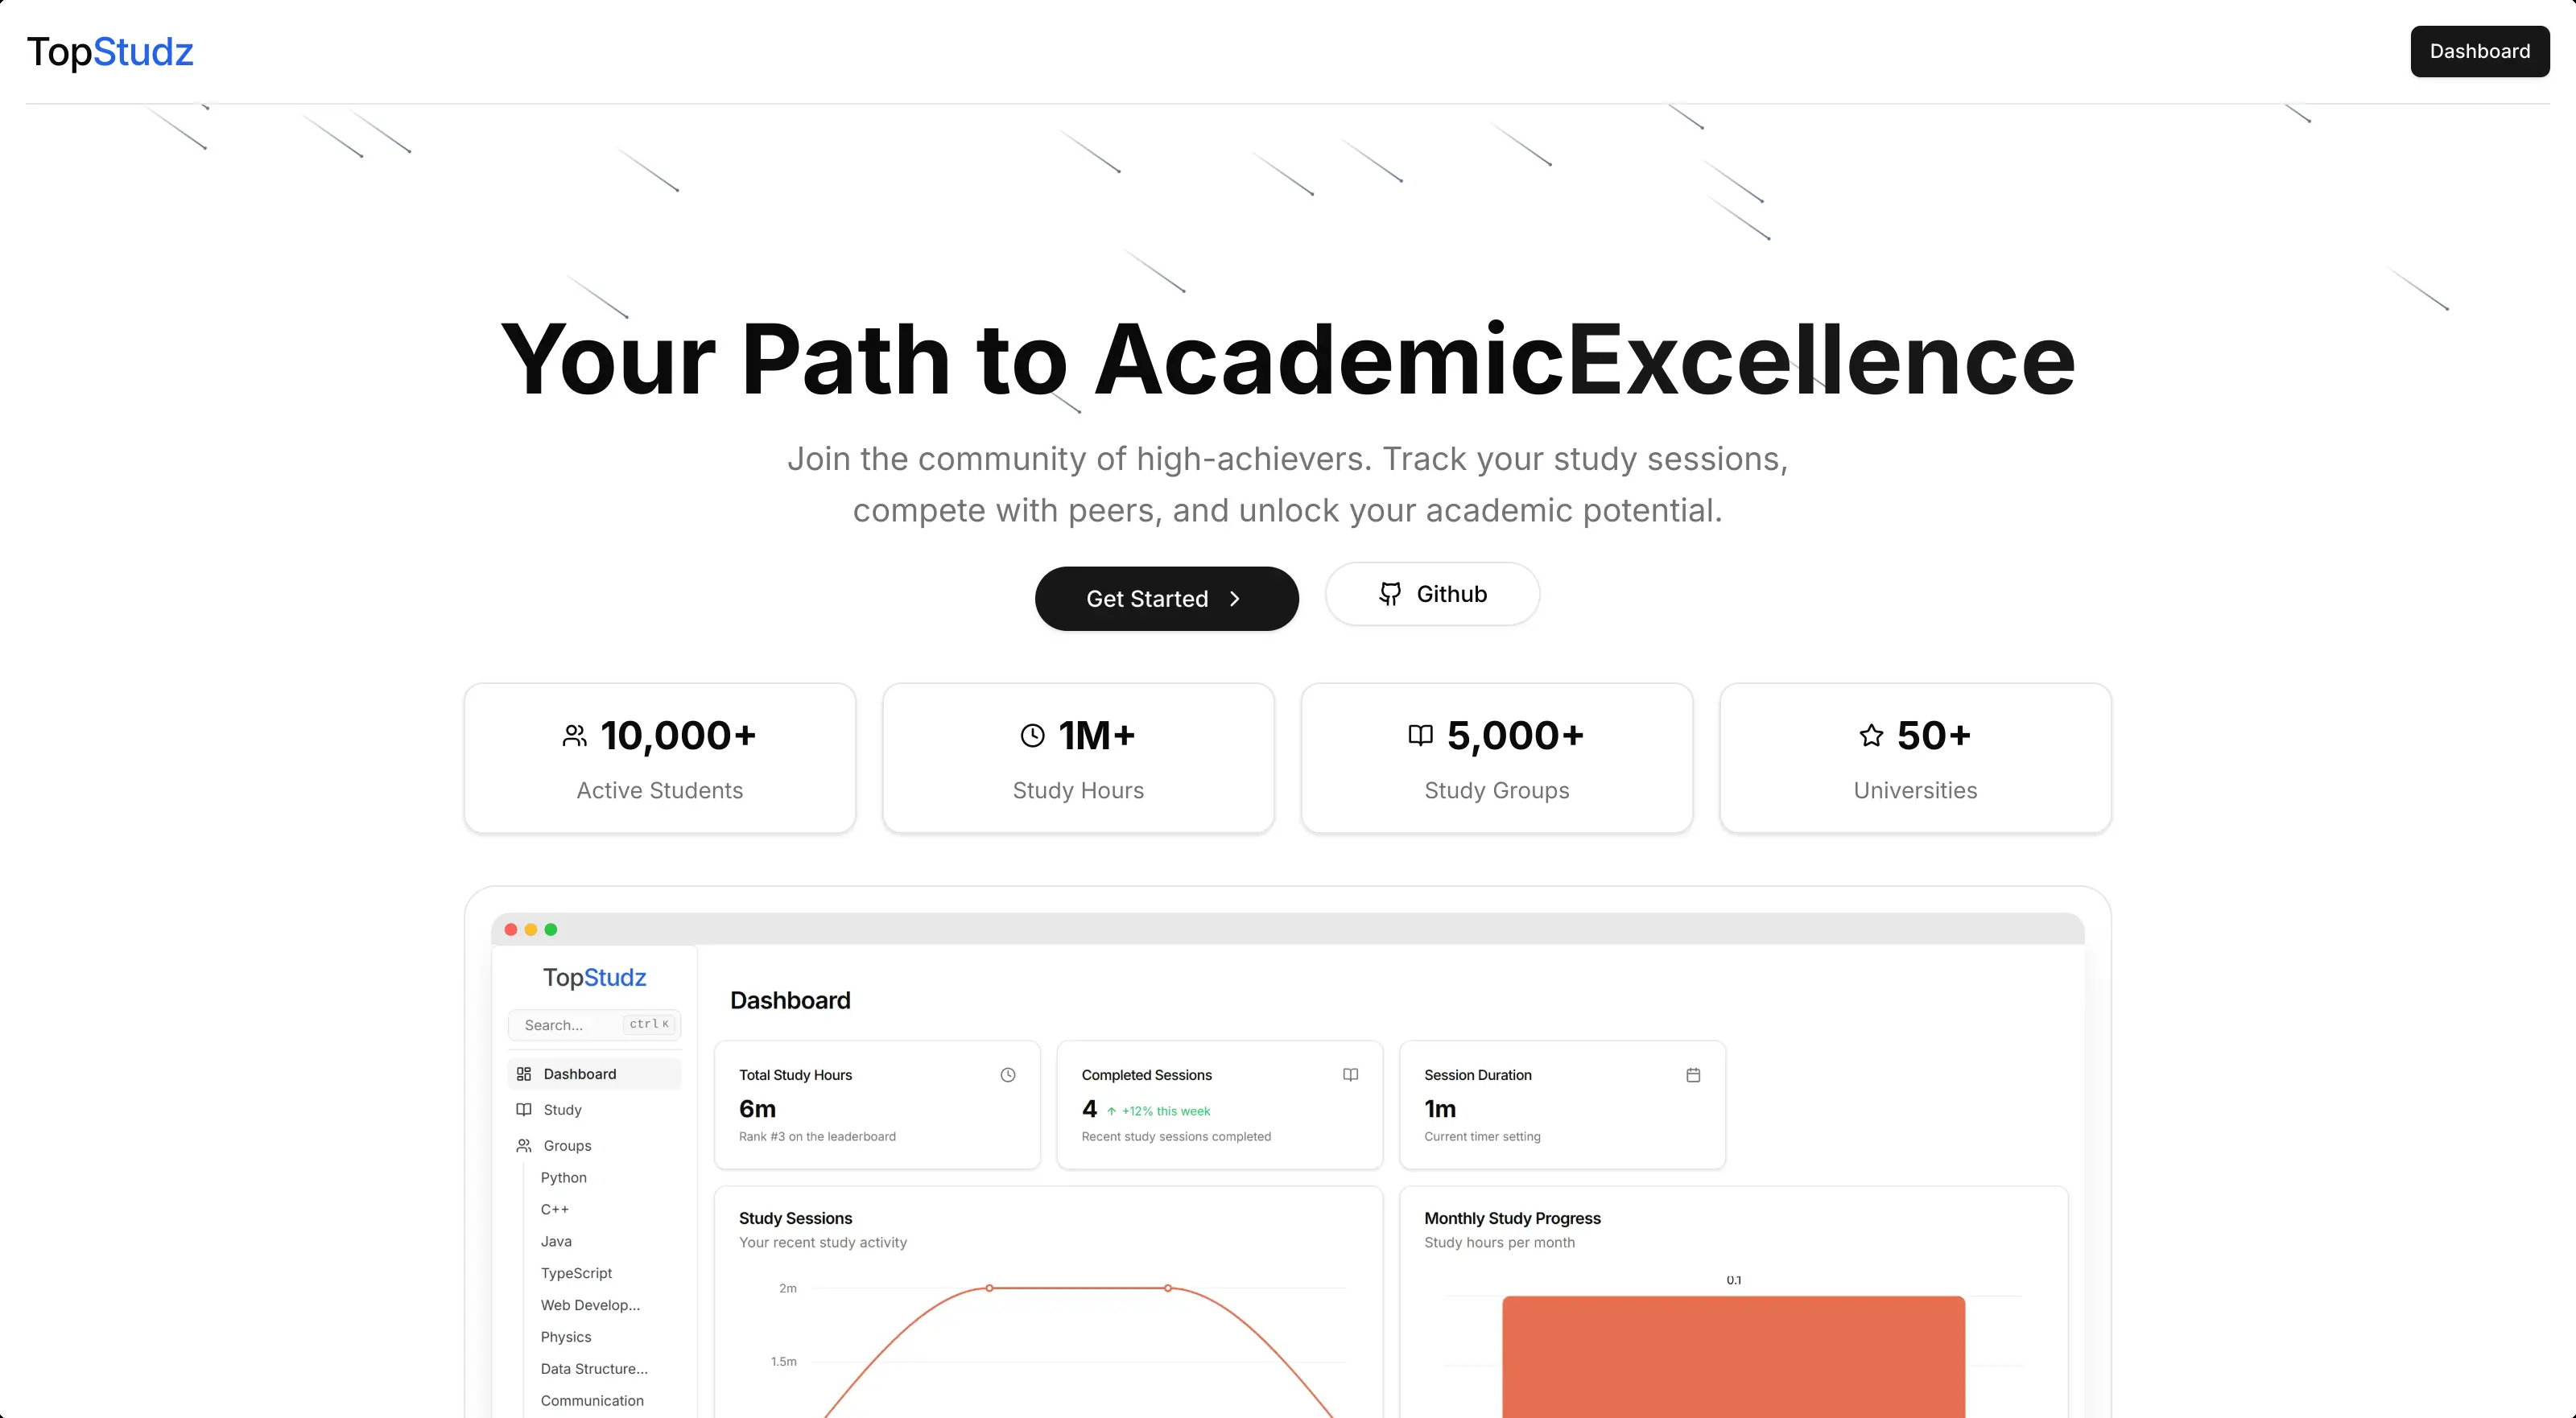 TopStudz
Dashboard
Your Path to AcademicExcellence
Join the community of high-achievers. Track your study sessions,
compete with peers, and unlock your academic potential.
Get Started
Github
10,000+
Active Students
1M+
Study Hours
5,000+
Study Groups
50+
Universities
TopStudz
Search...
ctrl K
Dashboard
Study
Groups
Python
C++
Java
TypeScript
Web Develop...
Physics
Data Structure...
Communication
Dashboard
Total Study Hours
6m
Rank #3 on the leaderboard
Completed Sessions
4 +12% this week
Recent study sessions completed
Session Duration
1m
Current timer setting
Study Sessions
Your recent study activity
2m
1.5m
Monthly Study Progress
Study hours per month
0.1